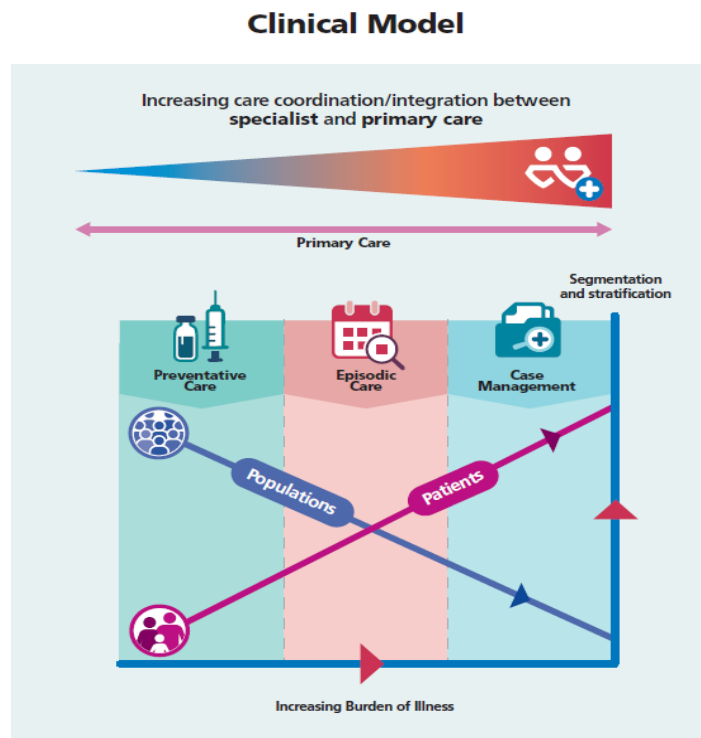 Clinical Model
Increasing care coordination/integration between
specialist and primary care
Primary Care
Segmentation
and stratification
Preventative
Care
Episodic
Care
Case
Management
Populations
Patients
Increasing Burden of Illness